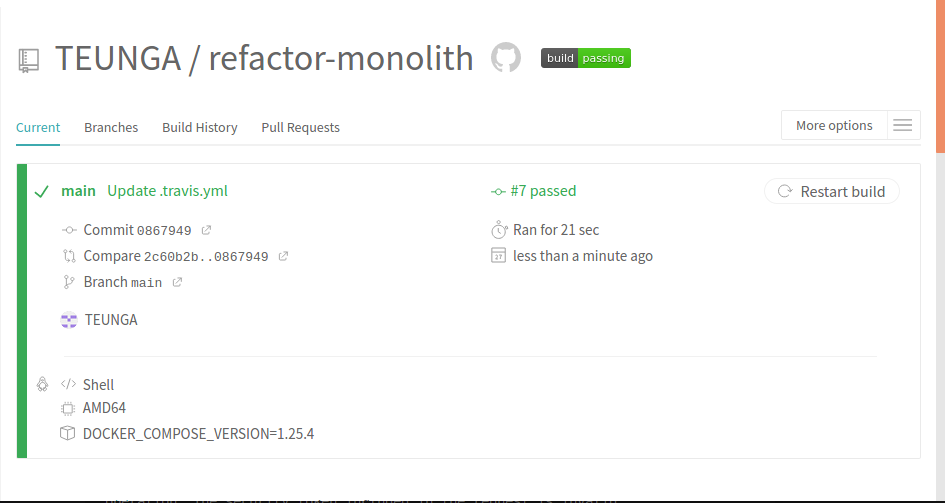 TEUNGA / refactor-monolith build passing
Current Branches Build History Pull Requests More options
main Update .travis.yml #7 passed Restart build
Commit 0867949 Ran for 21 sec
Compare 2c60b2b..0867949 27 less than a minute ago
Branch main
TEUNGA
</> Shell
AMD64
DOCKER_COMPOSE_VERSION=1.25.4